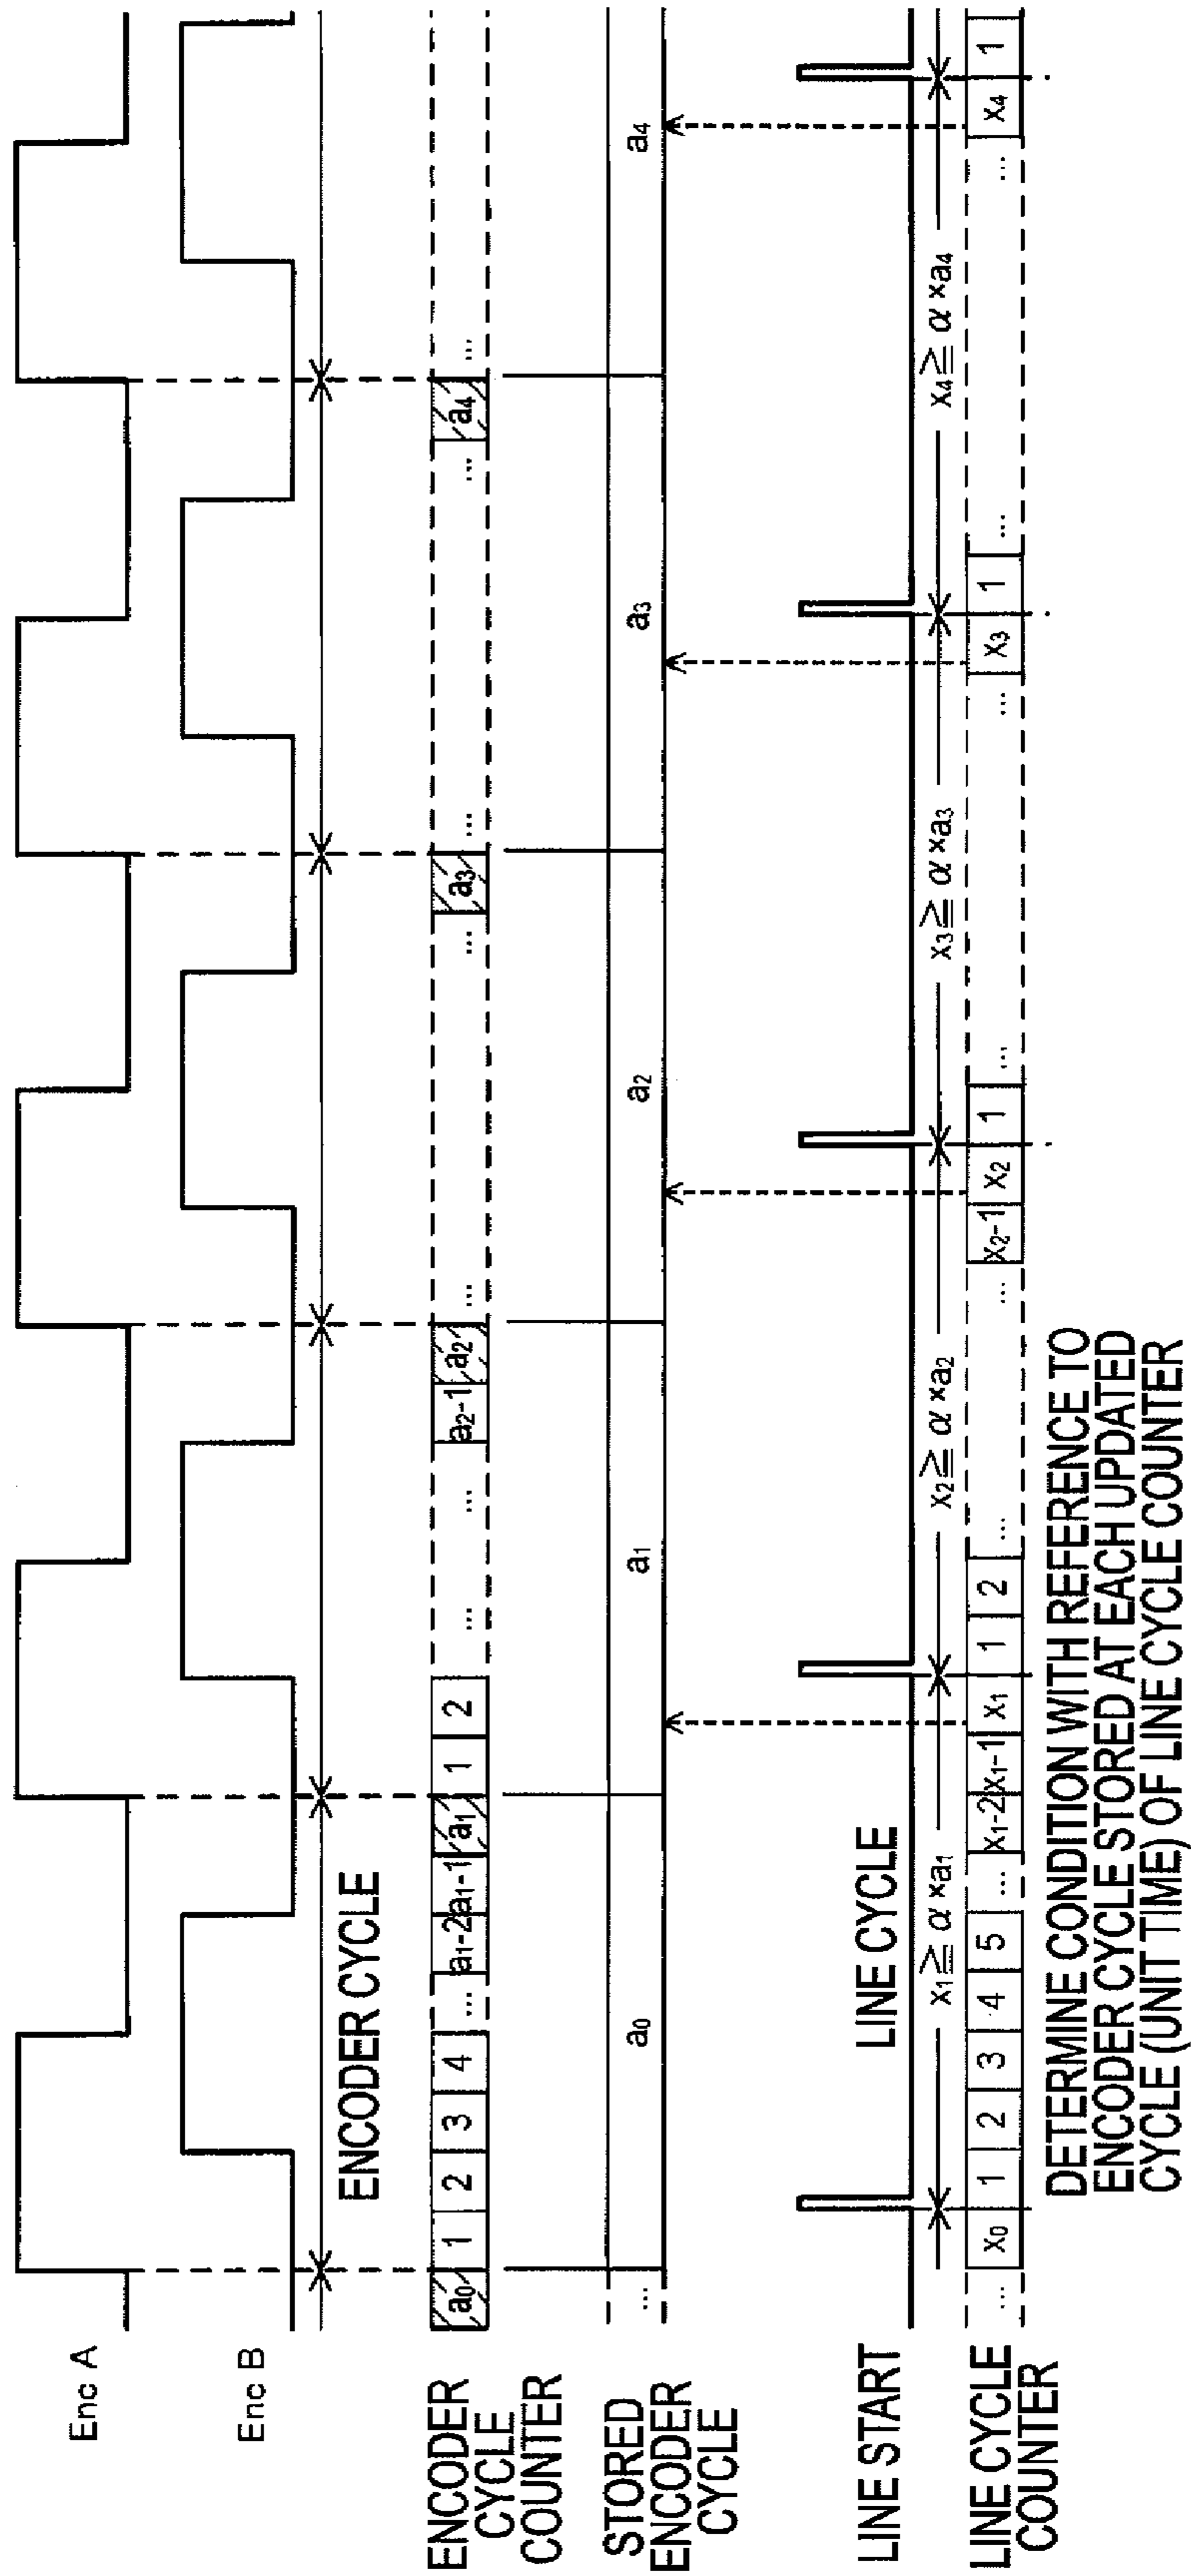 Enc A
Enc B
ENCODER CYCLE
ENCODER
CYCLE
COUNTER
a₀ 1 2 3 4 ... a₁-2 a₁-1 a₁ 1 2 ... ... a₂-1 a₂ ... ... a₃ ... ... a₄ ...
STORED
ENCODER
CYCLE
... a₀ a₁ a₂ a₃ a₄
LINE START
LINE CYCLE
x₁≧α×a₁ x₂≧α×a₂ x₃≧α×a₃ x₄≧α×a₄
LINE CYCLE
COUNTER
... x₀ 1 2 3 4 5 ... x₁-2 x₁-1 x₁ 1 2 ... ... x₂-1 x₂ 1 ... ... x₃ 1 ... ... x₄ 1
DETERMINE CONDITION WITH REFERENCE TO
ENCODER CYCLE STORED AT EACH UPDATED
CYCLE (UNIT TIME) OF LINE CYCLE COUNTER